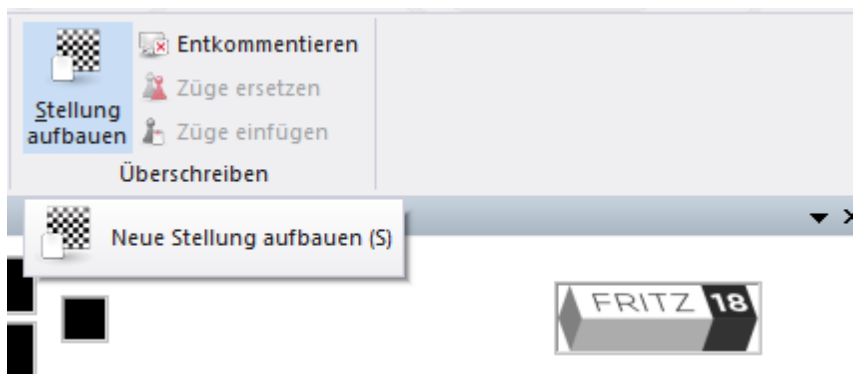 Entkommentieren
Züge ersetzen
Stellung
aufbauen
Züge einfügen
Überschreiben
Neue Stellung aufbauen (S)
FRITZ 18